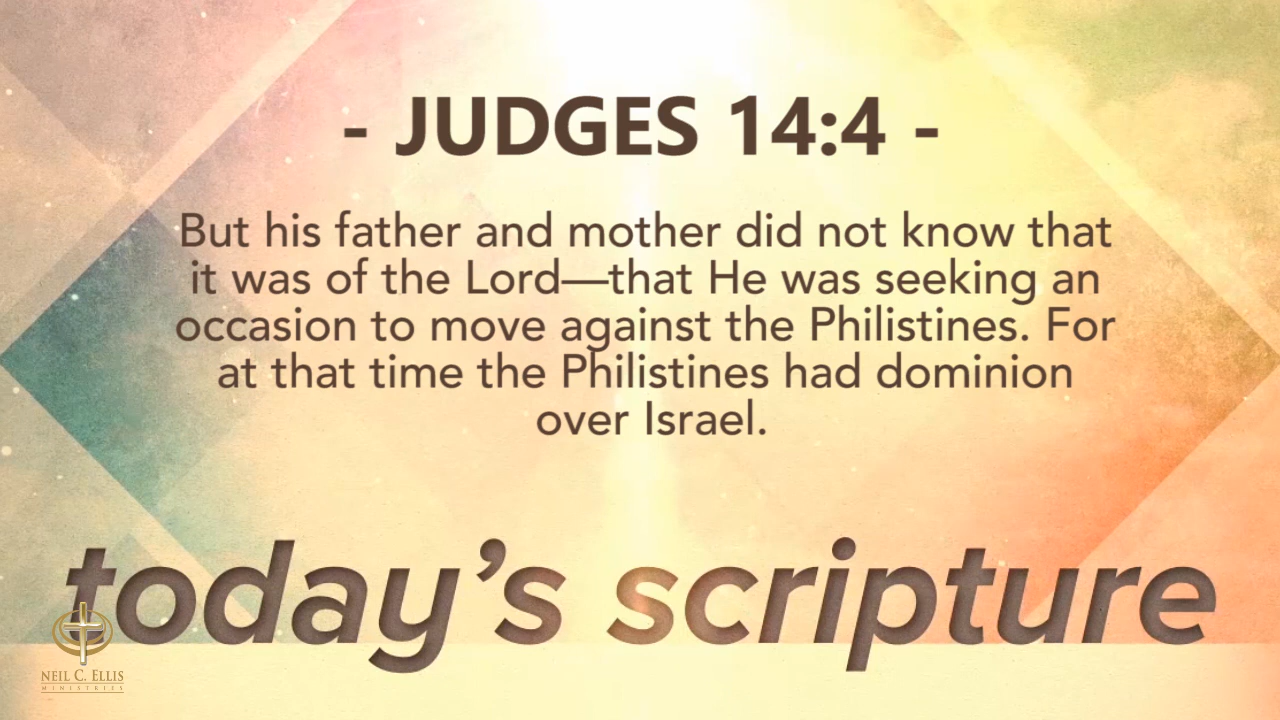 - JUDGES 14:4 -
But his father and mother did not know that
it was of the Lord—that He was seeking an
occasion to move against the Philistines. For
at that time the Philistines had dominion
over Israel.
today’s scripture
NEIL C. ELLIS
MINISTRIES